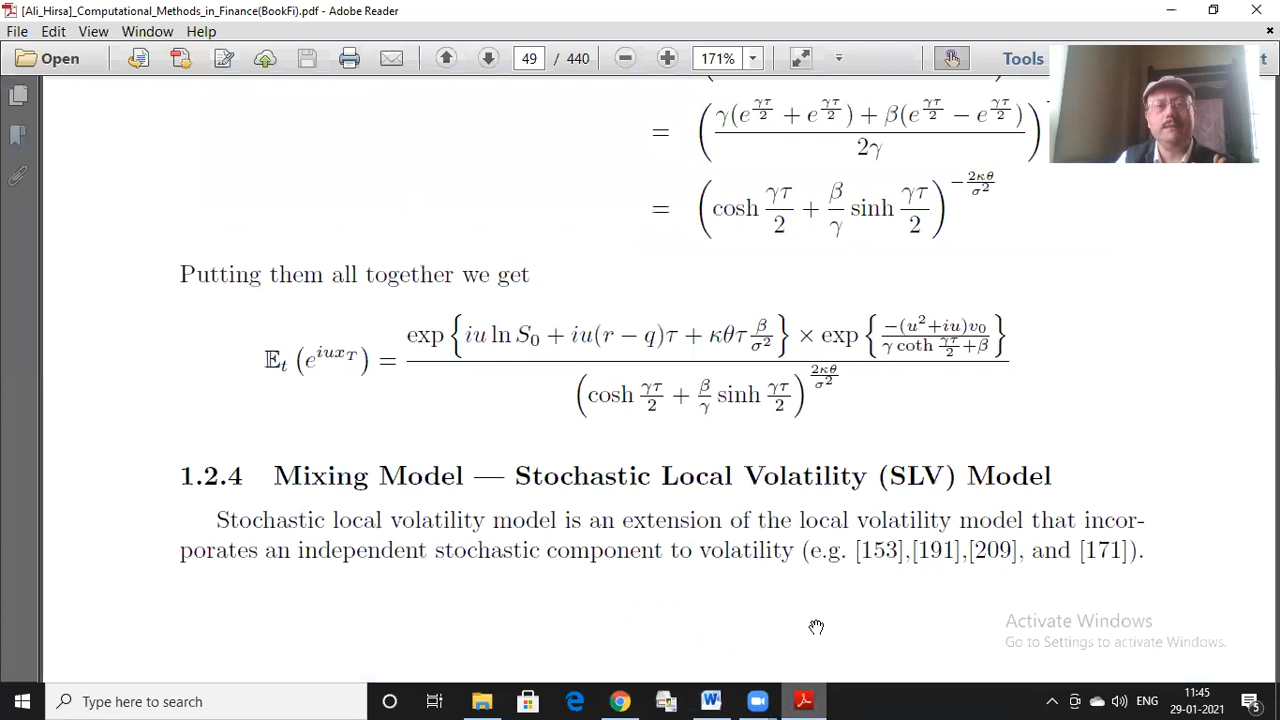 [Ali_Hirsa]_Computational_Methods_in_Finance(BookFi).pdf - Adobe Reader
File Edit View Window Help
Open 49 / 440 171% Tools
= (γ(e^{γτ/2} + e^{γτ/2}) + β(e^{γτ/2} − e^{γτ/2}) / 2γ)
= (cosh γτ/2 + β/γ sinh γτ/2)^{−2κθ/σ²}
Putting them all together we get
𝔼_t (e^{iux_T}) = exp{iu ln S_0 + iu(r − q)τ + κθτ β/σ²} × exp{−(u²+iu)v_0 / γ coth γτ/2 +β} / (cosh γτ/2 + β/γ sinh γτ/2)^{2κθ/σ²}
1.2.4 Mixing Model — Stochastic Local Volatility (SLV) Model
Stochastic local volatility model is an extension of the local volatility model that incor-
porates an independent stochastic component to volatility (e.g. [153],[191],[209], and [171]).
Activate Windows
Go to Settings to activate Windows.
Type here to search
ENG
11:45
29-01-2021
5